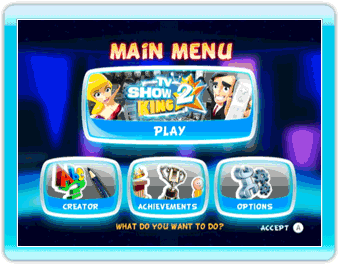 MAIN MENU
TV
SHOW
KING 2
PLAY
CREATOR
ACHIEVEMENTS
OPTIONS
WHAT DO YOU WANT TO DO?
ACCEPT A